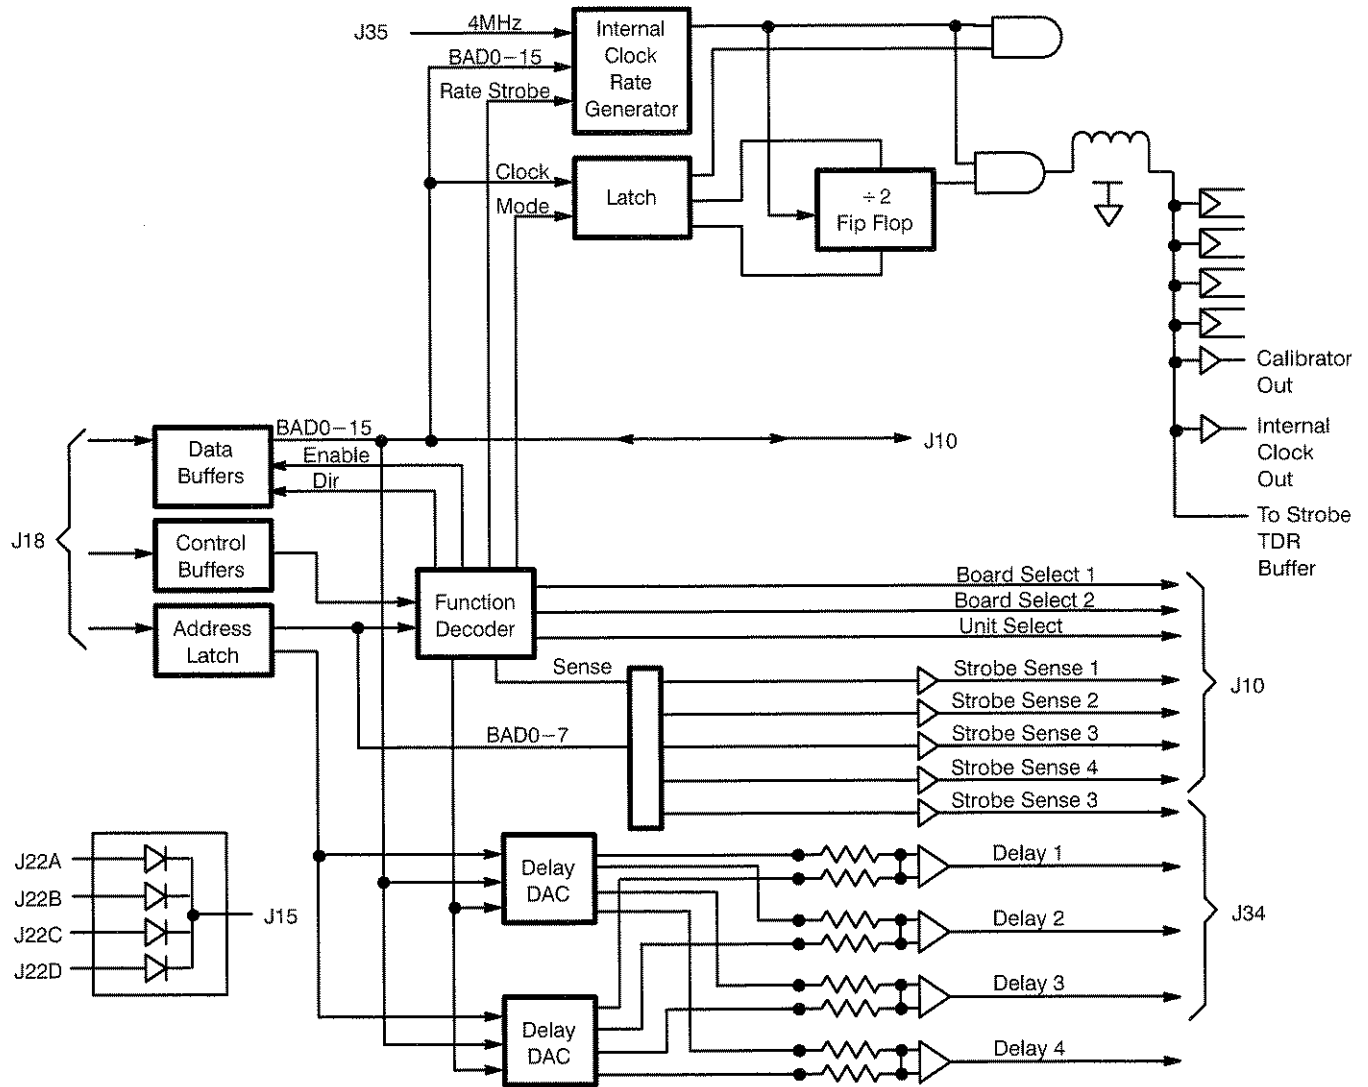 J35
4MHz
BAD0–15
Rate Strobe
Internal
Clock
Rate
Generator
Clock
Mode
Latch
÷2
Fip Flop
Calibrator
Out
Internal
Clock
Out
To Strobe
TDR
Buffer
J18
Data
Buffers
BAD0–15
Enable
Dir
J10
Control
Buffers
Address
Latch
Function
Decoder
Board Select 1
Board Select 2
Unit Select
Sense
BAD0–7
Strobe Sense 1
Strobe Sense 2
Strobe Sense 3
Strobe Sense 4
Strobe Sense 3
J10
J22A
J22B
J22C
J22D
J15
Delay
DAC
Delay
DAC
Delay 1
Delay 2
Delay 3
Delay 4
J34